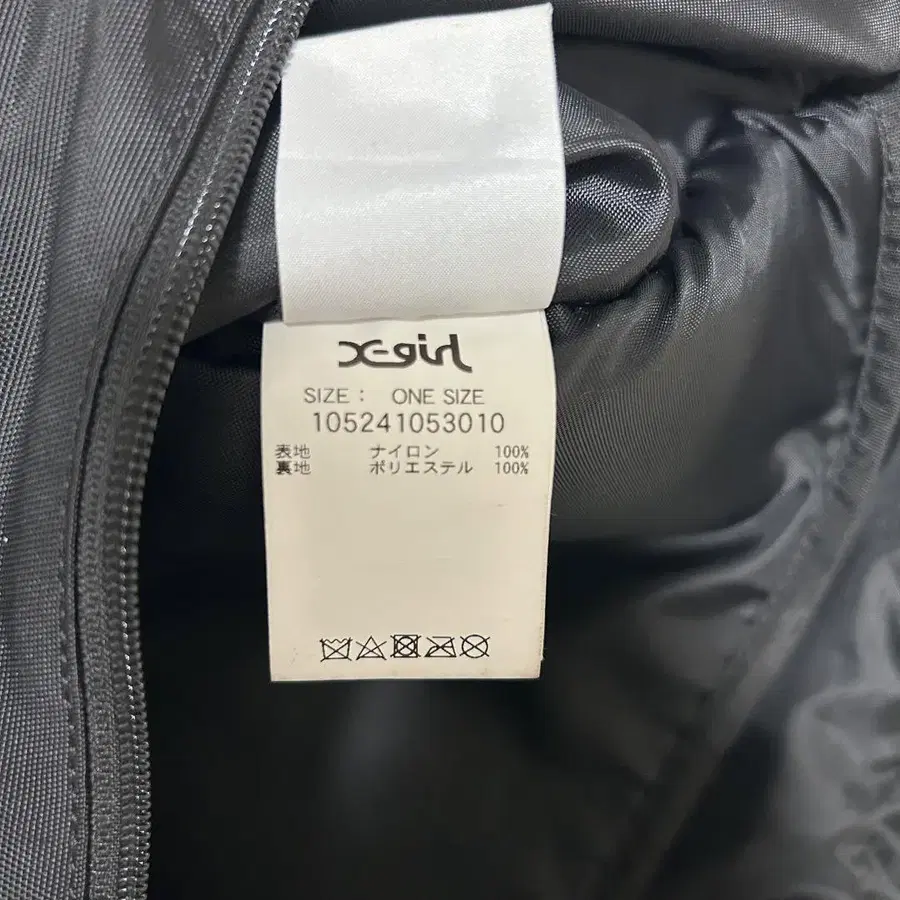 X-girl
SIZE : ONE SIZE
105241053010
表地 ナイロン 100%
裏地 ポリエステル 100%